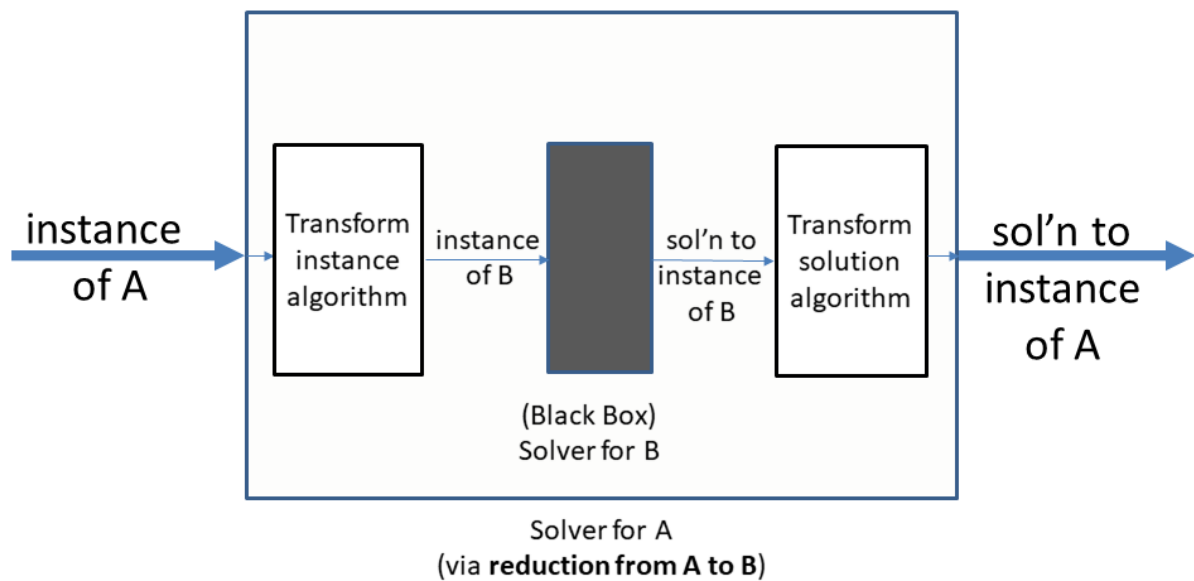 instance
of A
Transform
instance
algorithm
instance
of B
sol’n to
instance
of B
Transform
solution
algorithm
sol’n to
instance
of A
(Black Box)
Solver for B
Solver for A
(via reduction from A to B)